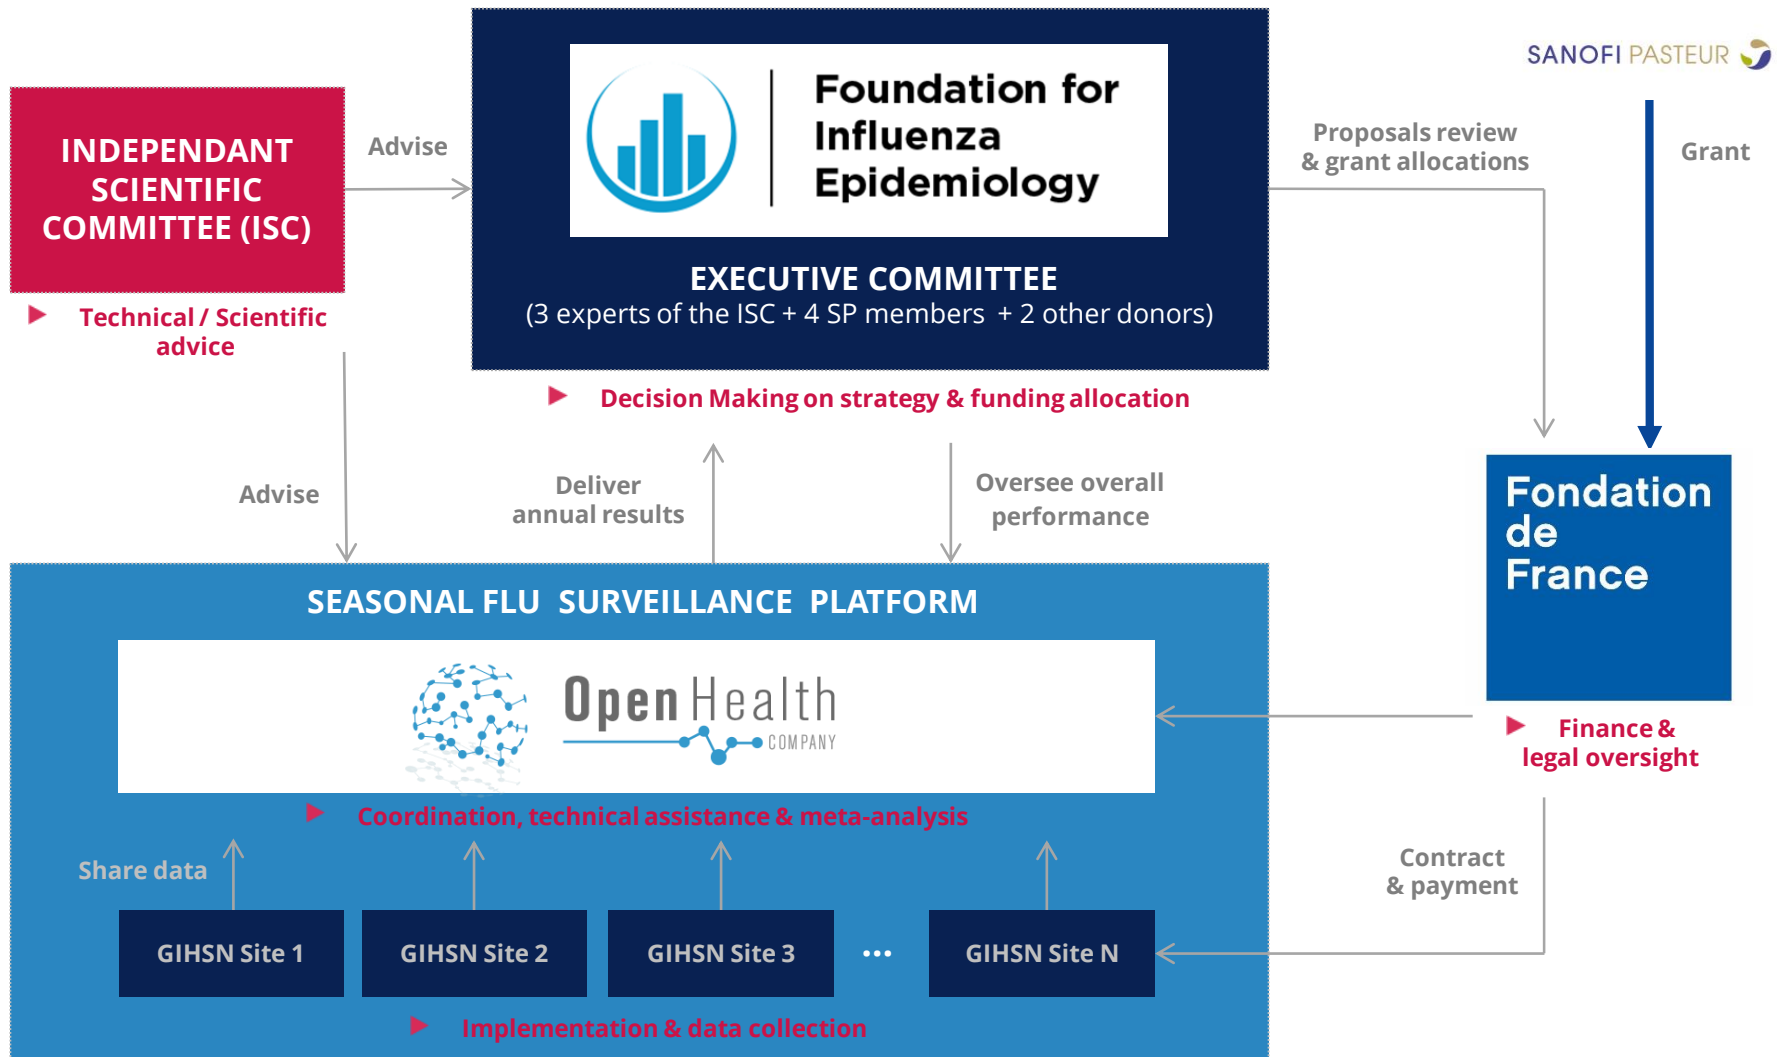 SANOFI PASTEUR
Foundation for
Influenza
Epidemiology
INDEPENDANT
SCIENTIFIC
COMMITTEE (ISC)
Advise
Proposals review
& grant allocations
Grant
EXECUTIVE COMMITTEE
(3 experts of the ISC + 4 SP members + 2 other donors)
Technical / Scientific
advice
Decision Making on strategy & funding allocation
Advise
Deliver
annual results
Oversee overall
performance
Fondation
de
France
SEASONAL FLU SURVEILLANCE PLATFORM
Open Health
COMPANY
Finance &
legal oversight
Coordination, technical assistance & meta-analysis
Share data
Contract
& payment
GIHSN Site 1
GIHSN Site 2
GIHSN Site 3
...
GIHSN Site N
Implementation & data collection